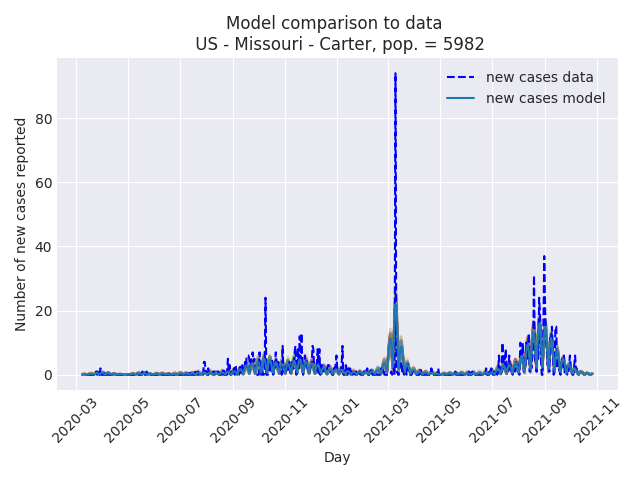 Model comparison to data
US - Missouri - Carter, pop. = 5982
new cases data
new cases model
Number of new cases reported
80
60
40
20
0
2020-03
2020-05
2020-07
2020-09
2020-11
2021-01
2021-03
2021-05
2021-07
2021-09
2021-11
Day